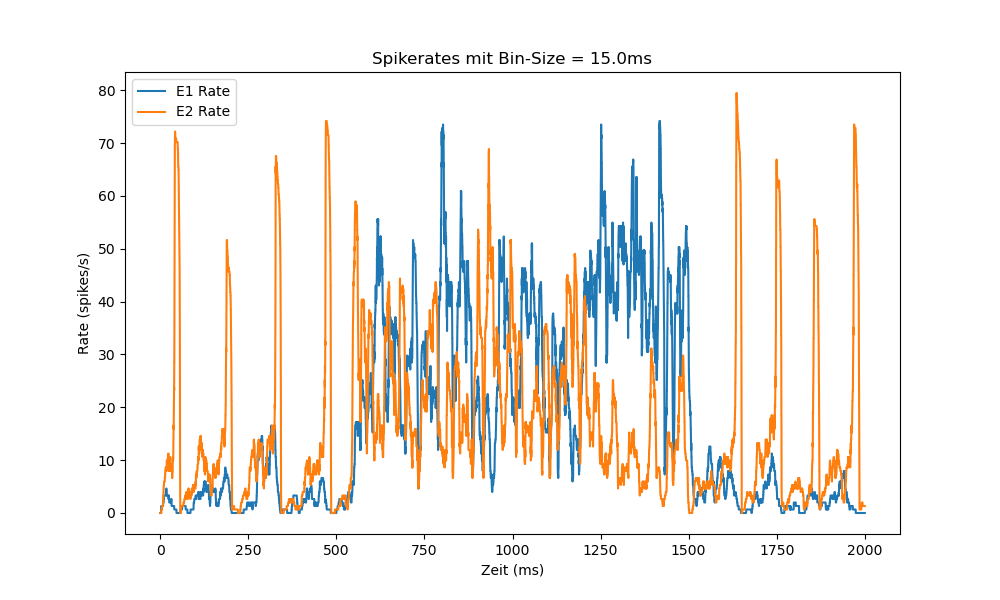 Spikerates mit Bin-Size = 15.0ms
E1 Rate
E2 Rate
Rate (spikes/s)
80
70
60
50
40
30
20
10
0
0 250 500 750 1000 1250 1500 1750 2000
Zeit (ms)